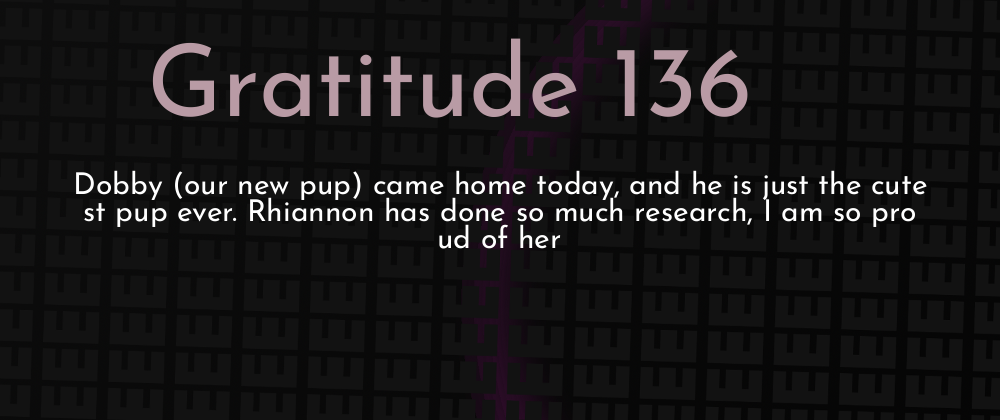 Gratitude 136
Dobby (our new pup) came home today, and he is just the cute
st pup ever. Rhiannon has done so much research, I am so pro
ud of her